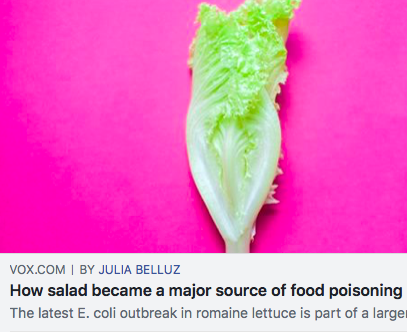 VOX.COM | BY JULIA BELLUZ
How salad became a major source of food poisoning
The latest E. coli outbreak in romaine lettuce is part of a large